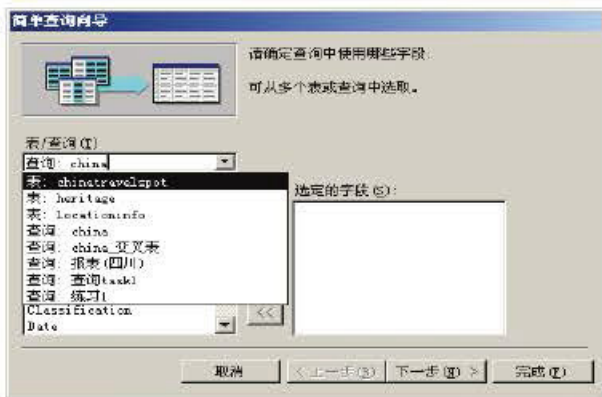 简单查询向导
请确定查询中使用哪些字段:
可从多个表或查询中选取。
表/查询(T)
查询: china
表: chinatravelspot
表: heritage
表: locationinfo
查询: china
查询: china_交叉表
查询: 报表(四川)
查询: 查询task1
查询: 练习1
Classification
Date
选定的字段(S):
<<
取消
<上一步(B)
下一步(N) >
完成(F)